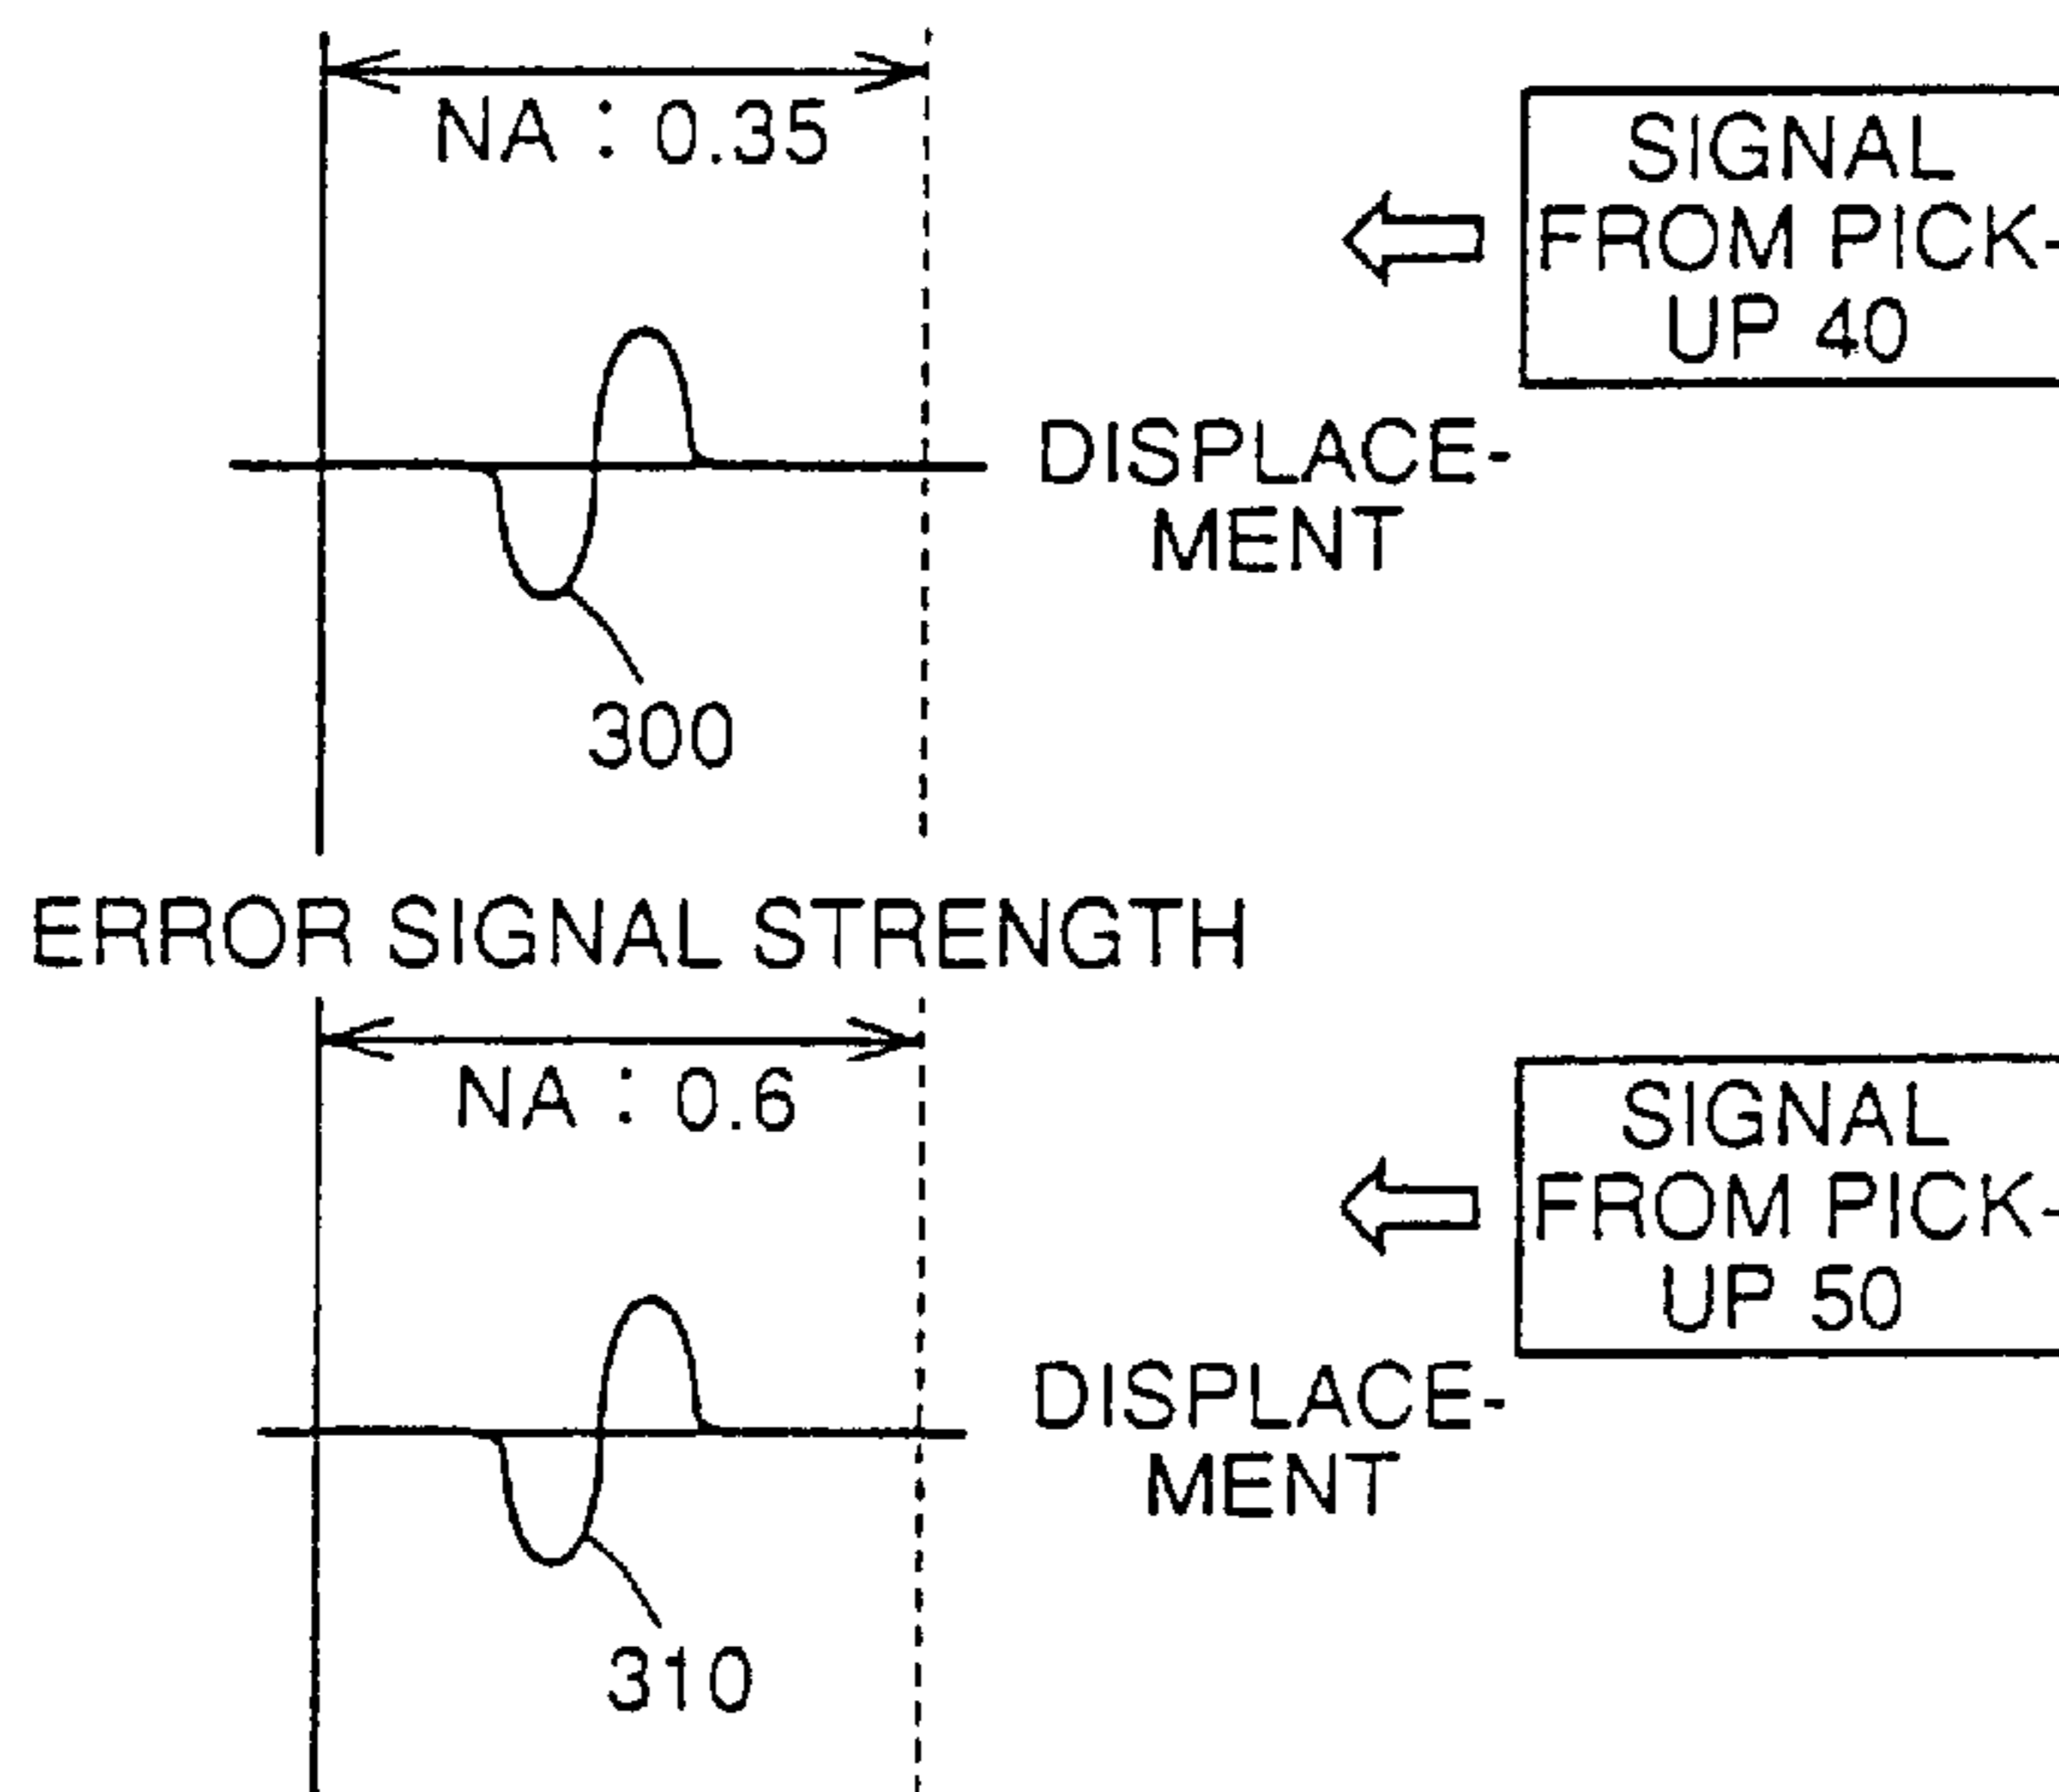 NA : 0.35
SIGNAL
FROM PICK-
UP 40
DISPLACE-
MENT
300
ERROR SIGNAL STRENGTH
NA : 0.6
SIGNAL
FROM PICK-
UP 50
DISPLACE-
MENT
310